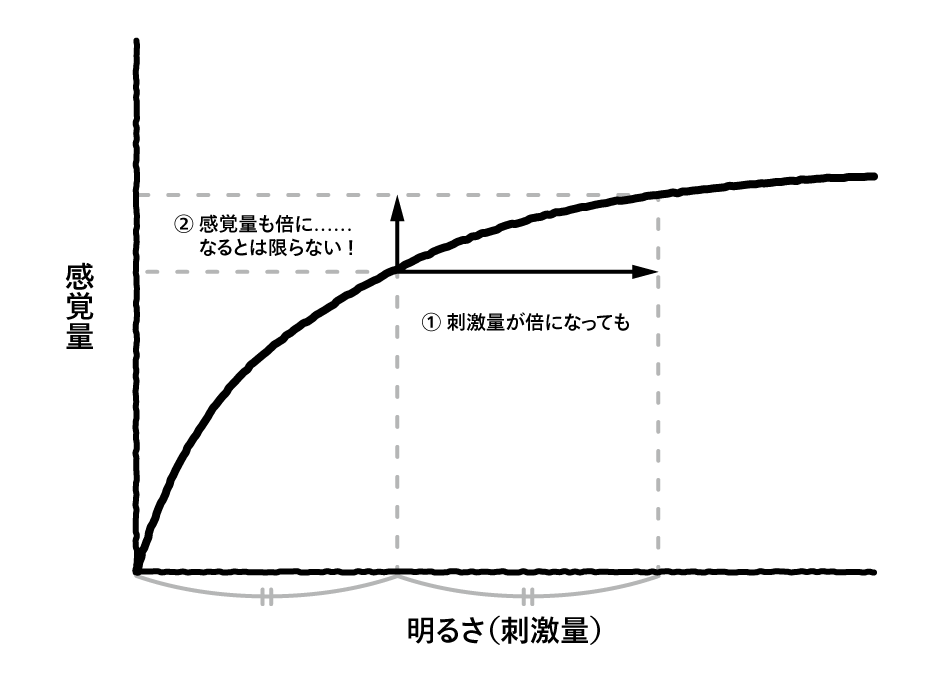 ② 感覚量も倍に……
なるとは限らない！
① 刺激量が倍になっても
感覚量
明るさ（刺激量）